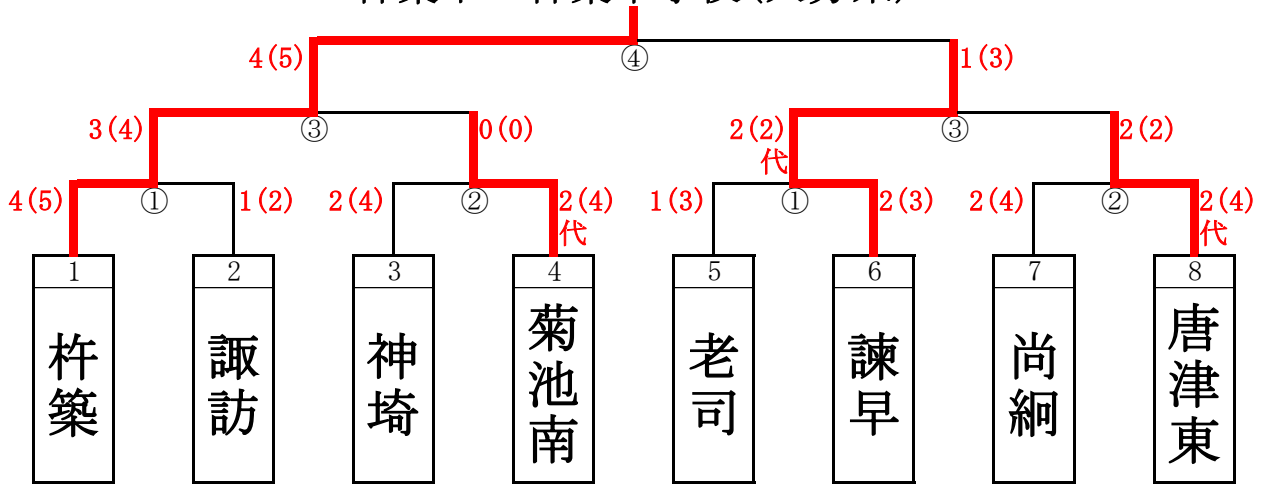 ④
4(5) 1(3)
③ ③
3(4) 0(0) 2(2) 2(2)
代
① ② ① ②
4(5) 1(2) 2(4) 2(4) 1(3) 2(3) 2(4) 2(4)
代 代
1 2 3 4 5 6 7 8
杵築 諏訪 神埼 菊池南 老司 諫早 尚絅 唐津東